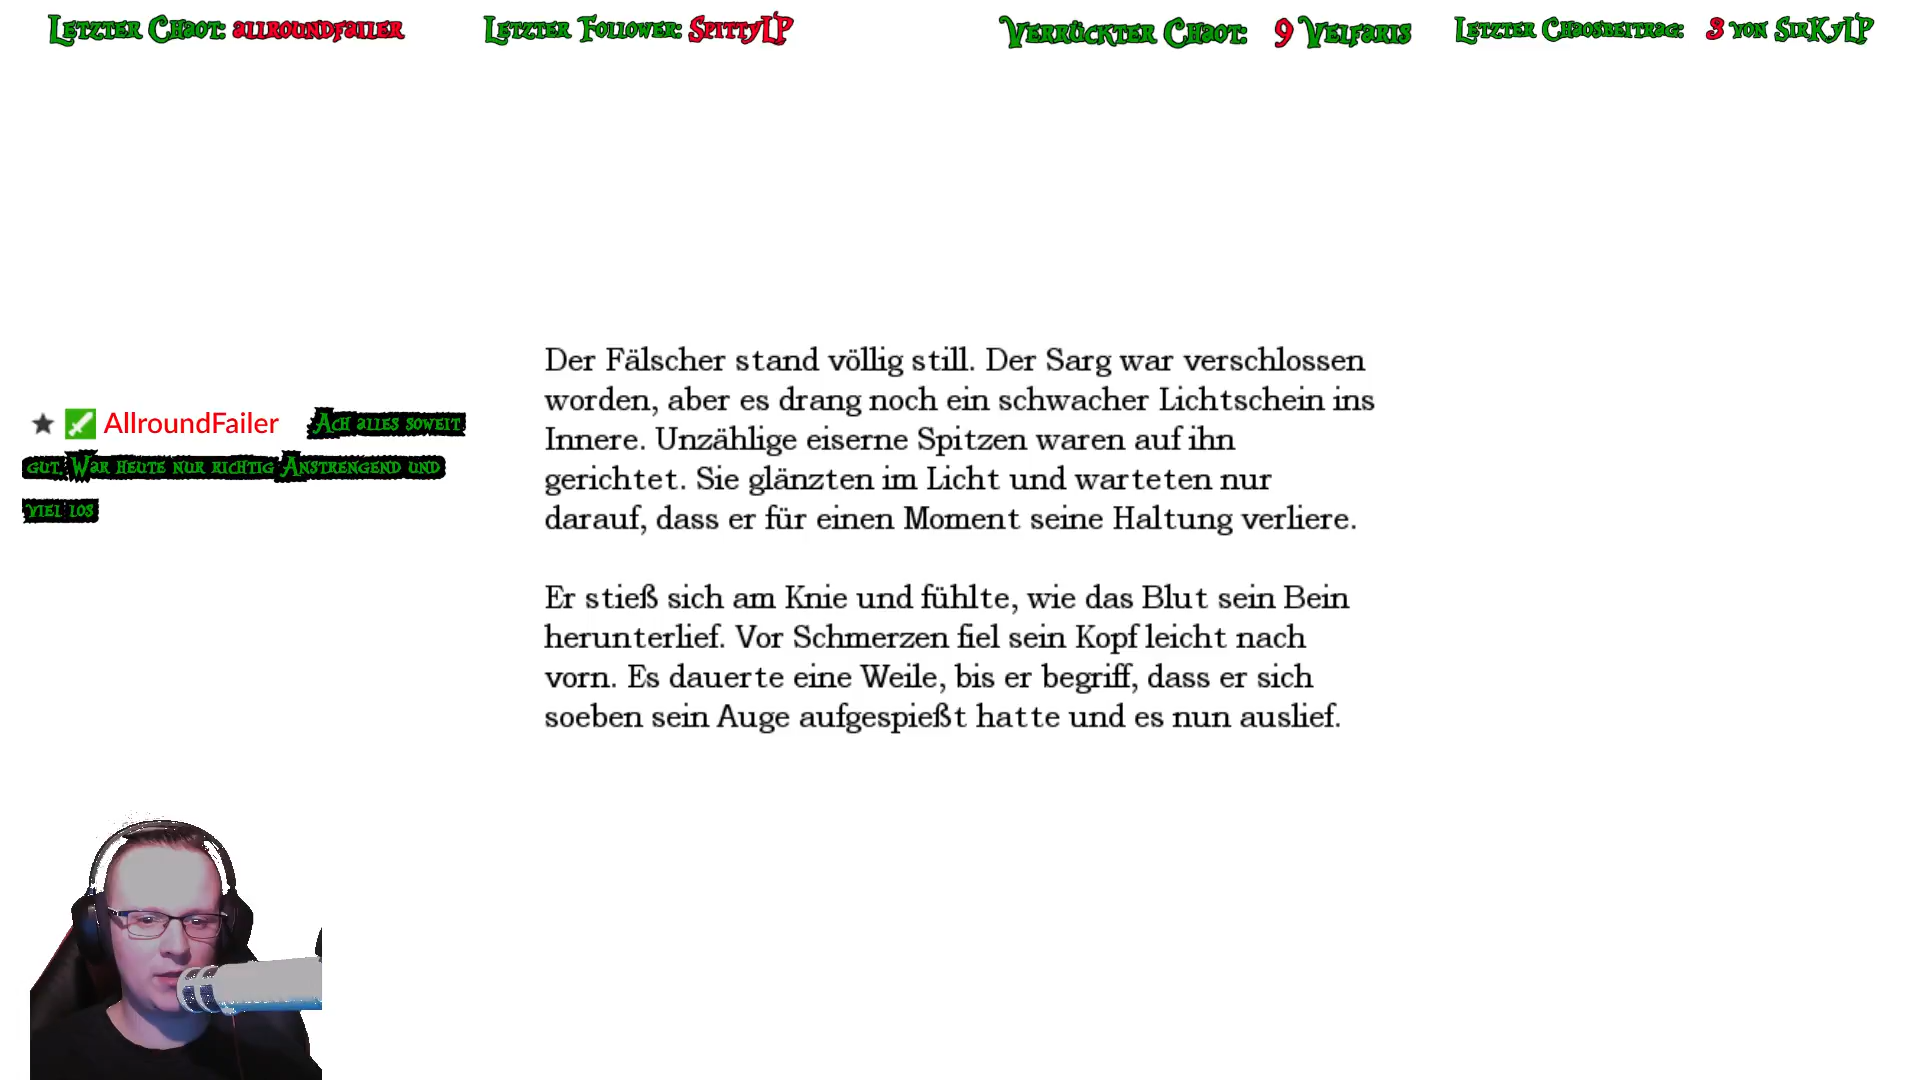 Letzter Chaot: allroundfailer
Letzter Follower: SpittyLP
Verrückter Chaot: 9 Velfaris
Letzter Chaosbeitrag: 3 von SirKyLP
Der Fälscher stand völlig still. Der Sarg war verschlossen
worden, aber es drang noch ein schwacher Lichtschein ins
Innere. Unzählige eiserne Spitzen waren auf ihn
gerichtet. Sie glänzten im Licht und warteten nur
darauf, dass er für einen Moment seine Haltung verliere.
Er stieß sich am Knie und fühlte, wie das Blut sein Bein
herunterlief. Vor Schmerzen fiel sein Kopf leicht nach
vorn. Es dauerte eine Weile, bis er begriff, dass er sich
soeben sein Auge aufgespießt hatte und es nun auslief.
AllroundFailer Ach alles soweit
gut. War heute nur richtig Anstrengend und
viel los